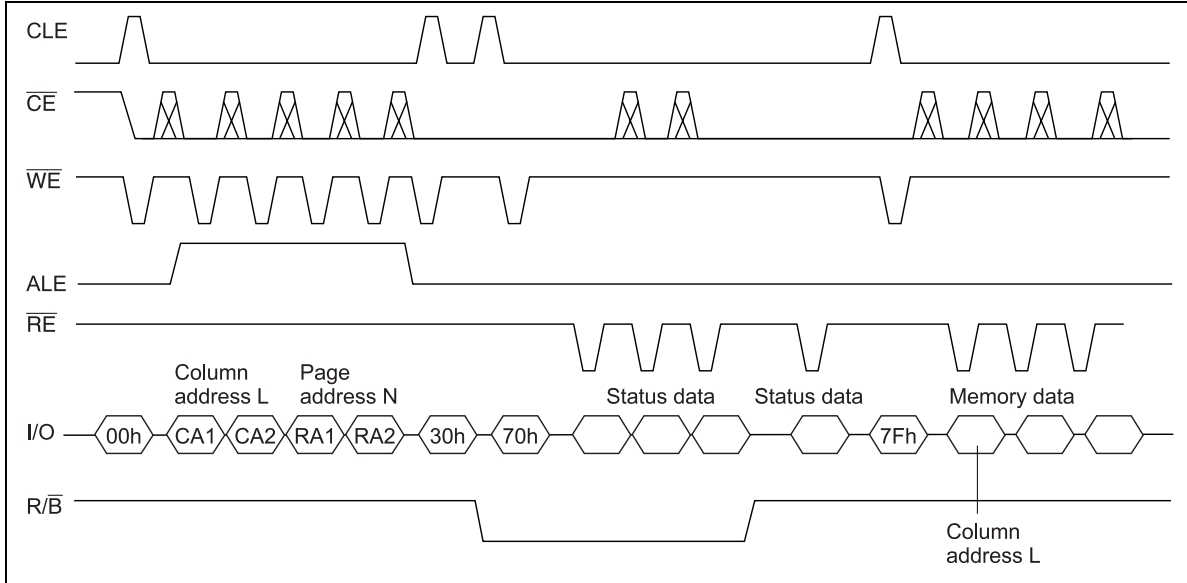 CLE
CE
WE
ALE
RE
Column address L
Page address N
Status data
Status data
Memory data
I/O 00h CA1 CA2 RA1 RA2 30h 70h 7Fh
R/B
Column address L